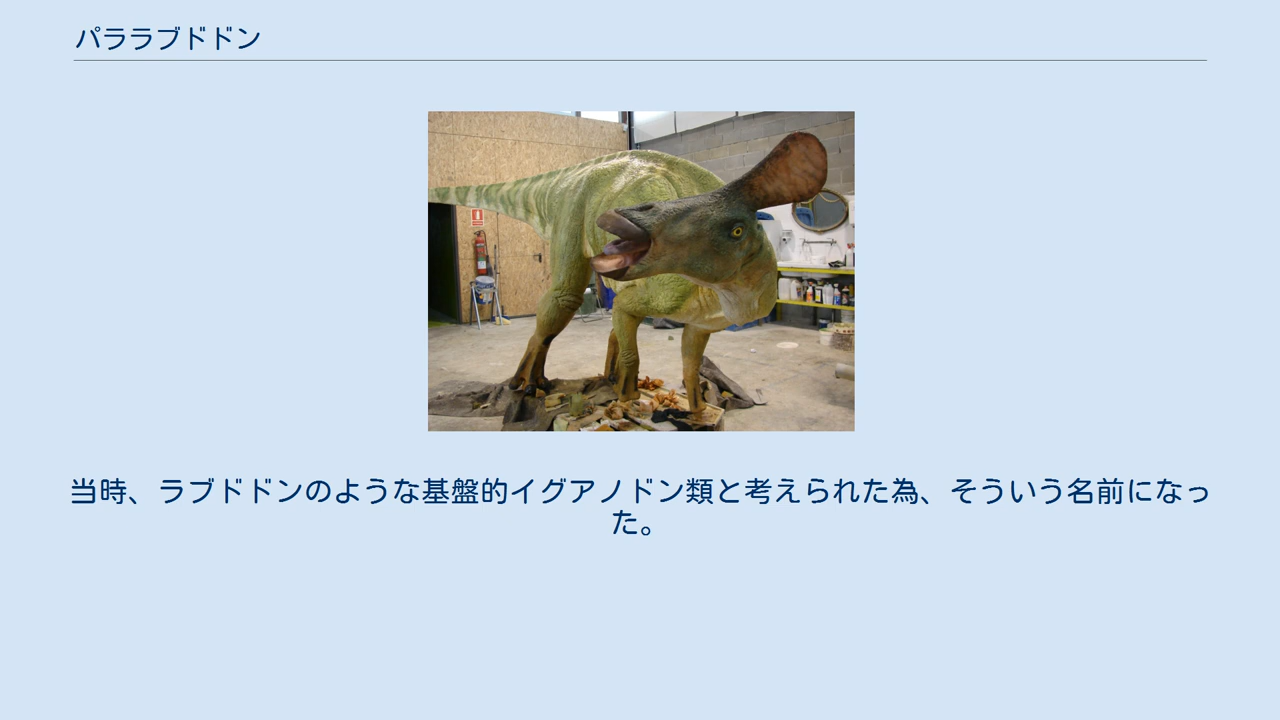 パララブドドン
当時、ラブドドンのような基盤的イグアノドン類と考えられた為、そういう名前になっ
た。